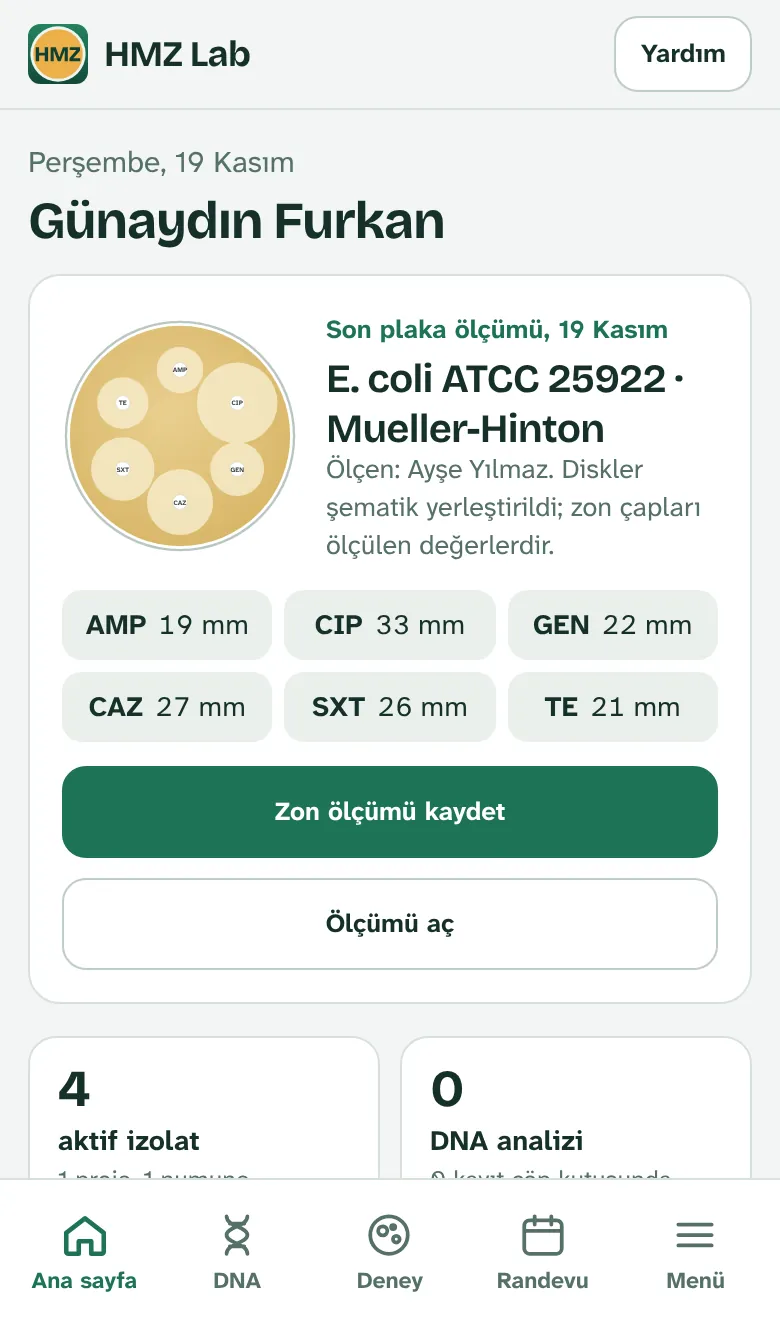 HMZ HMZ Lab Yardım
Perşembe, 19 Kasım
Günaydın Furkan
AMP
TE
CIP
SXT
GEN
CAZ
Son plaka ölçümü, 19 Kasım
E. coli ATCC 25922 ·
Mueller-Hinton
Ölçen: Ayşe Yılmaz. Diskler
şematik yerleştirildi; zon çapları
ölçülen değerlerdir.
AMP 19 mm CIP 33 mm GEN 22 mm
CAZ 27 mm SXT 26 mm TE 21 mm
Zon ölçümü kaydet
Ölçümü aç
4
aktif izolat
0
DNA analizi
Ana sayfa DNA Deney Randevu Menü